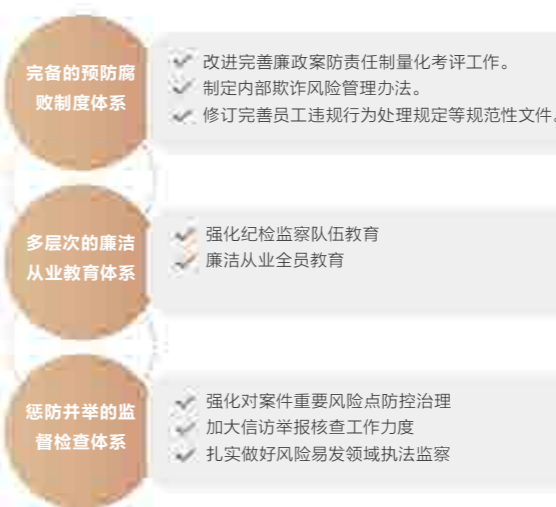 完备的预防腐
败制度体系
改进完善廉政案防责任制量化考评工作。
制定内部欺诈风险管理办法。
修订完善员工违规行为处理规定等规范性文件。
多层次的廉洁
从业教育体系
强化纪检监察队伍教育
廉洁从业全员教育
惩防并举的监
督检查体系
强化对案件重要风险点防控治理
加大信访举报核查工作力度
扎实做好风险易发领域执法监察